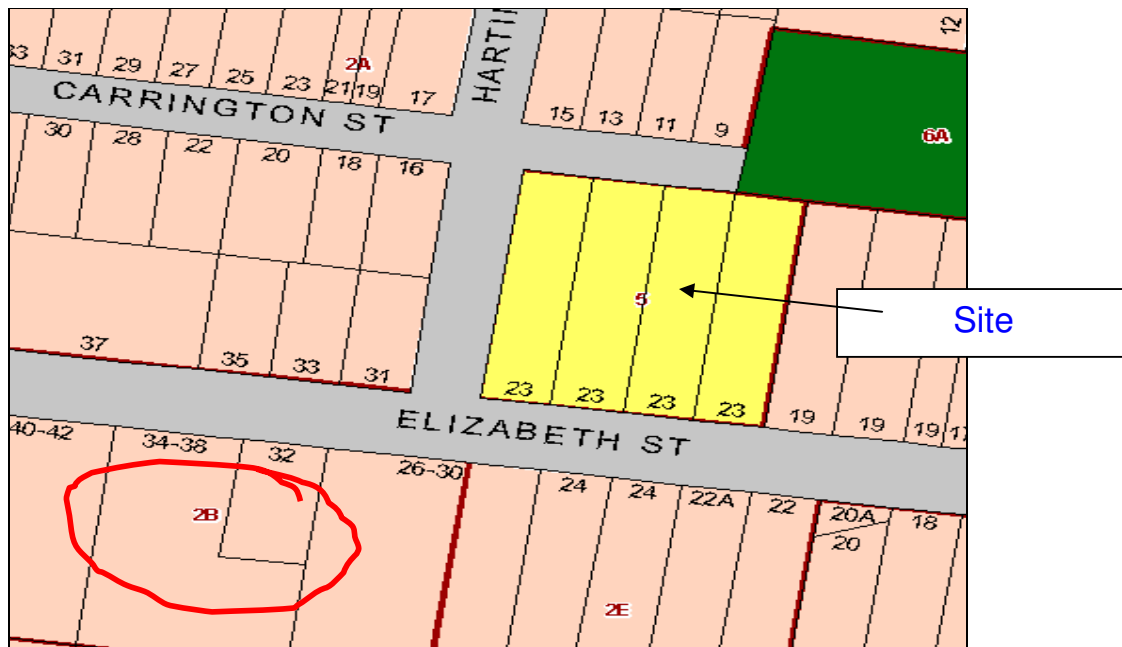 33 31 29 27 25 23 21 19 17
2A
HARTIN
15 13 11 9
12
6A
CARRINGTON ST
30 28 22 20 18 16
5
Site
37 35 33 31
23 23 23 23
19 19 19 17
ELIZABETH ST
40-42 34-38 32 26-30
24 24 22A 22 20A 18
20
2B
2E